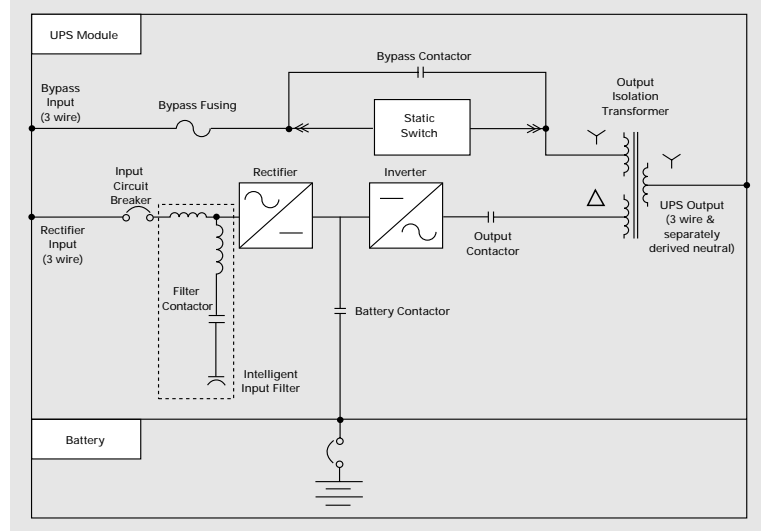 UPS Module
Bypass Contactor
Bypass
Input
(3 wire)
Bypass Fusing
Static
Switch
Output
Isolation
Transformer
Input
Circuit
Breaker
Rectifier
Inverter
Rectifier
Input
(3 wire)
Output
Contactor
UPS Output
(3 wire &
separately
derived neutral)
Filter
Contactor
Battery Contactor
Intelligent
Input Filter
Battery